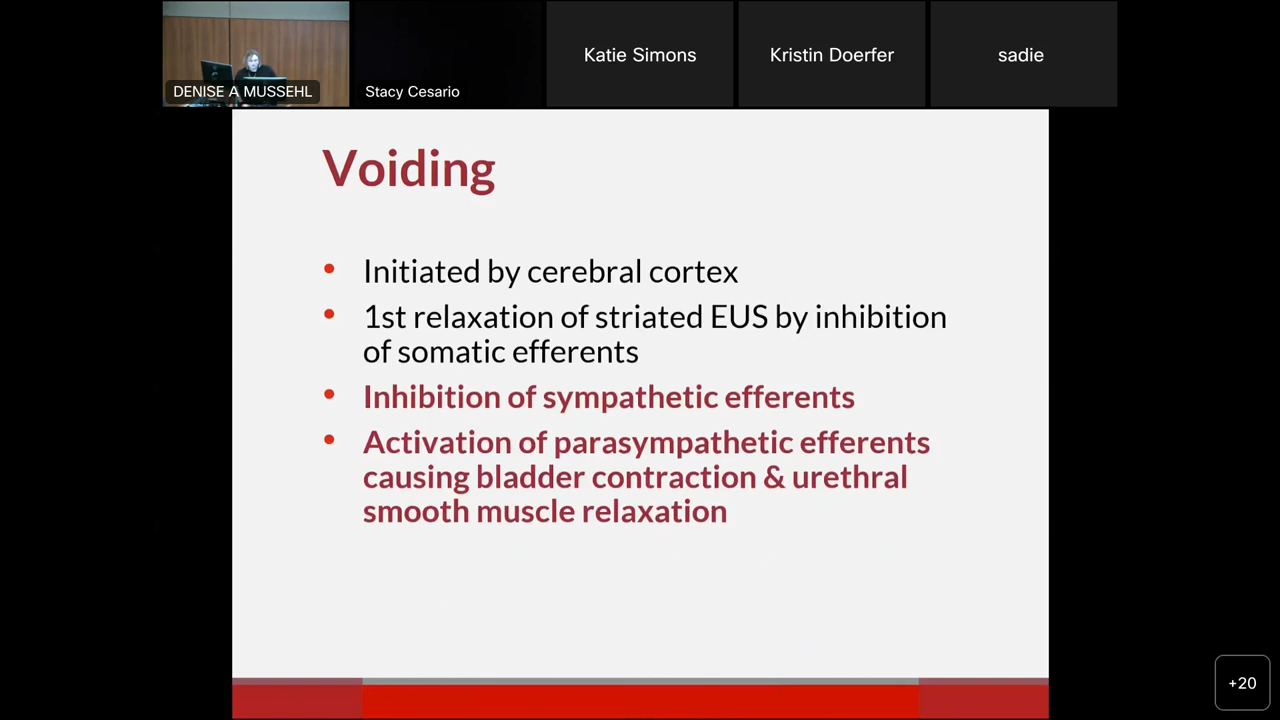 DENISE A MUSSEHL
Stacy Cesario
Katie Simons
Kristin Doerfer
sadie
Voiding
• Initiated by cerebral cortex
• 1st relaxation of striated EUS by inhibition
of somatic efferents
• Inhibition of sympathetic efferents
• Activation of parasympathetic efferents
causing bladder contraction & urethral
smooth muscle relaxation
+20